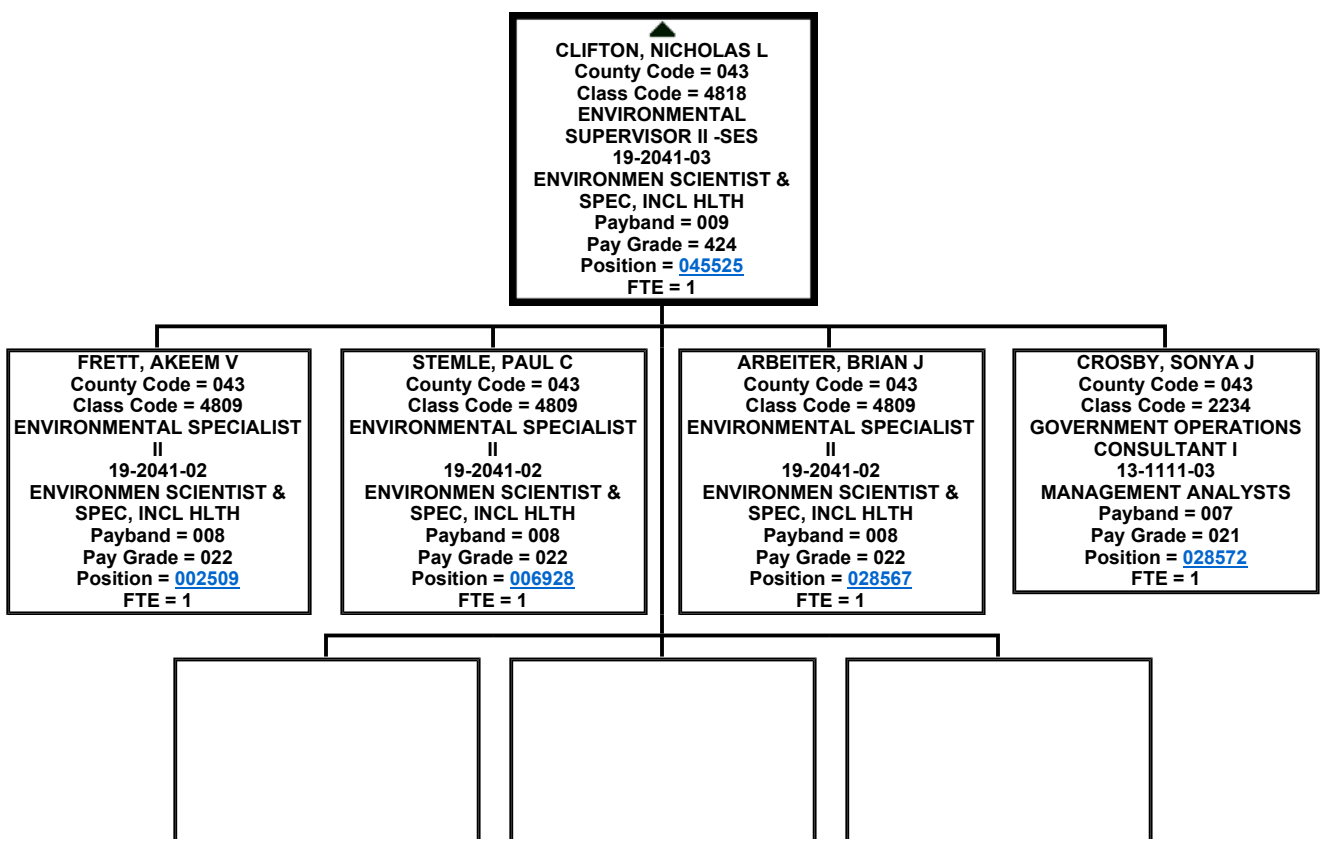 CLIFTON, NICHOLAS L
County Code = 043
Class Code = 4818
ENVIRONMENTAL
SUPERVISOR II -SES
19-2041-03
ENVIRONMEN SCIENTIST &
SPEC, INCL HLTH
Payband = 009
Pay Grade = 424
Position = 045525
FTE = 1
FRETT, AKEEM V
County Code = 043
Class Code = 4809
ENVIRONMENTAL SPECIALIST
II
19-2041-02
ENVIRONMEN SCIENTIST &
SPEC, INCL HLTH
Payband = 008
Pay Grade = 022
Position = 002509
FTE = 1
STEMLE, PAUL C
County Code = 043
Class Code = 4809
ENVIRONMENTAL SPECIALIST
II
19-2041-02
ENVIRONMEN SCIENTIST &
SPEC, INCL HLTH
Payband = 008
Pay Grade = 022
Position = 006928
FTE = 1
ARBEITER, BRIAN J
County Code = 043
Class Code = 4809
ENVIRONMENTAL SPECIALIST
II
19-2041-02
ENVIRONMEN SCIENTIST &
SPEC, INCL HLTH
Payband = 008
Pay Grade = 022
Position = 028567
FTE = 1
CROSBY, SONYA J
County Code = 043
Class Code = 2234
GOVERNMENT OPERATIONS
CONSULTANT I
13-1111-03
MANAGEMENT ANALYSTS
Payband = 007
Pay Grade = 021
Position = 028572
FTE = 1